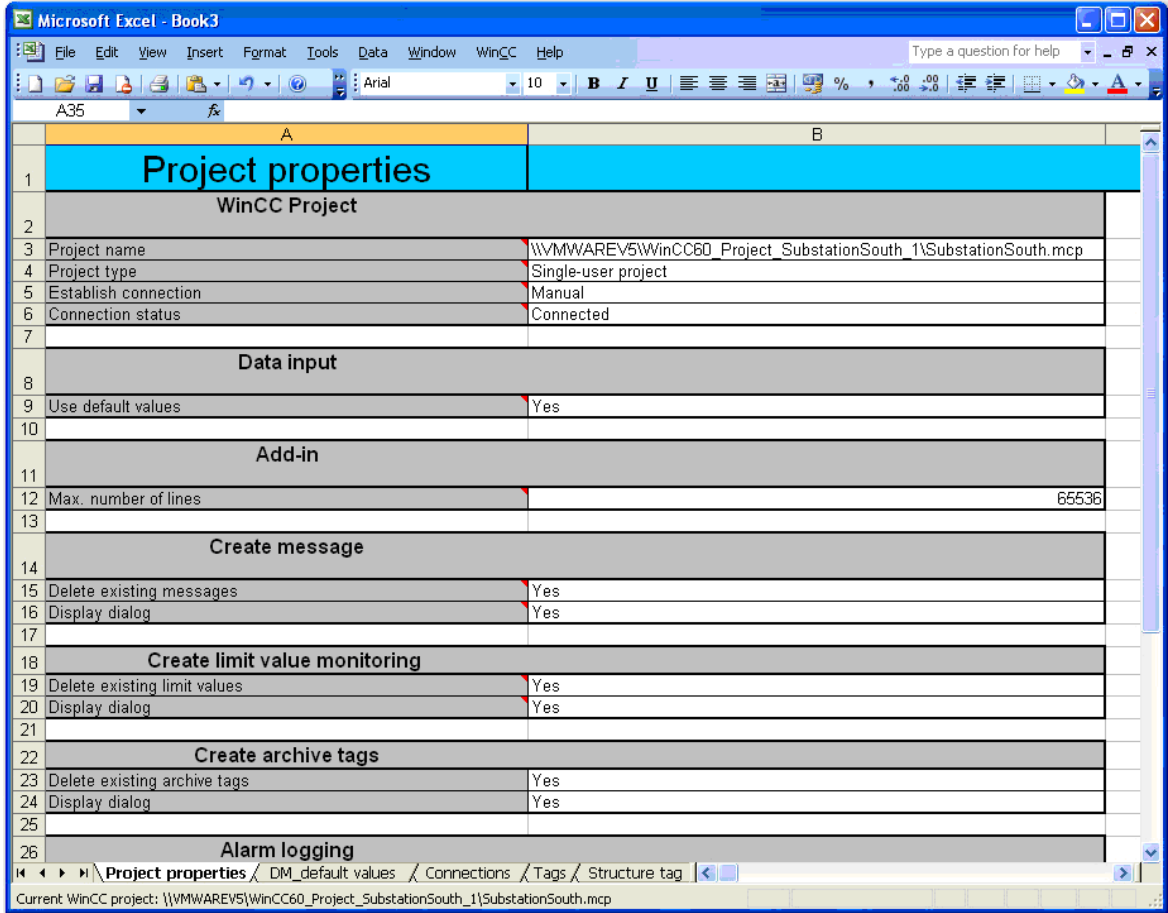 Microsoft Excel - Book3
File Edit View Insert Format Tools Data Window WinCC Help Type a question for help
Arial 10 B I U % , .00 .00
A35 fx
A B
1 Project properties
2 WinCC Project
3 Project name \\VMWAREV5\WinCC60_Project_SubstationSouth_1\SubstationSouth.mcp
4 Project type Single-user project
5 Establish connection Manual
6 Connection status Connected
7
8 Data input
9 Use default values Yes
10
11 Add-in
12 Max. number of lines 65536
13
14 Create message
15 Delete existing messages Yes
16 Display dialog Yes
17
18 Create limit value monitoring
19 Delete existing limit values Yes
20 Display dialog Yes
21
22 Create archive tags
23 Delete existing archive tags Yes
24 Display dialog Yes
25
26 Alarm logging
Project properties DM_default values Connections Tags Structure tag
Current WinCC project: \\VMWAREV5\WinCC60_Project_SubstationSouth_1\SubstationSouth.mcp